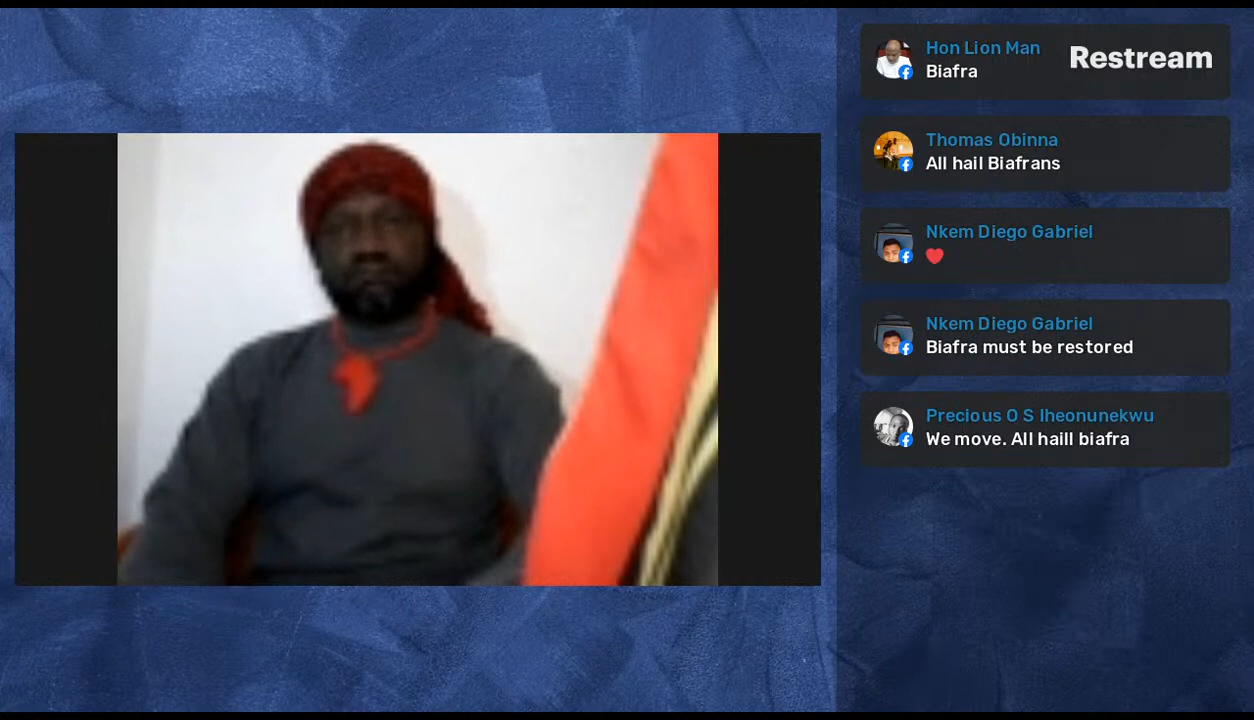 Hon Lion Man
Restream
Biafra
Thomas Obinna
All hail Biafrans
Nkem Diego Gabriel
❤️
Nkem Diego Gabriel
Biafra must be restored
Precious O S Iheonunekwu
We move. All haill biafra